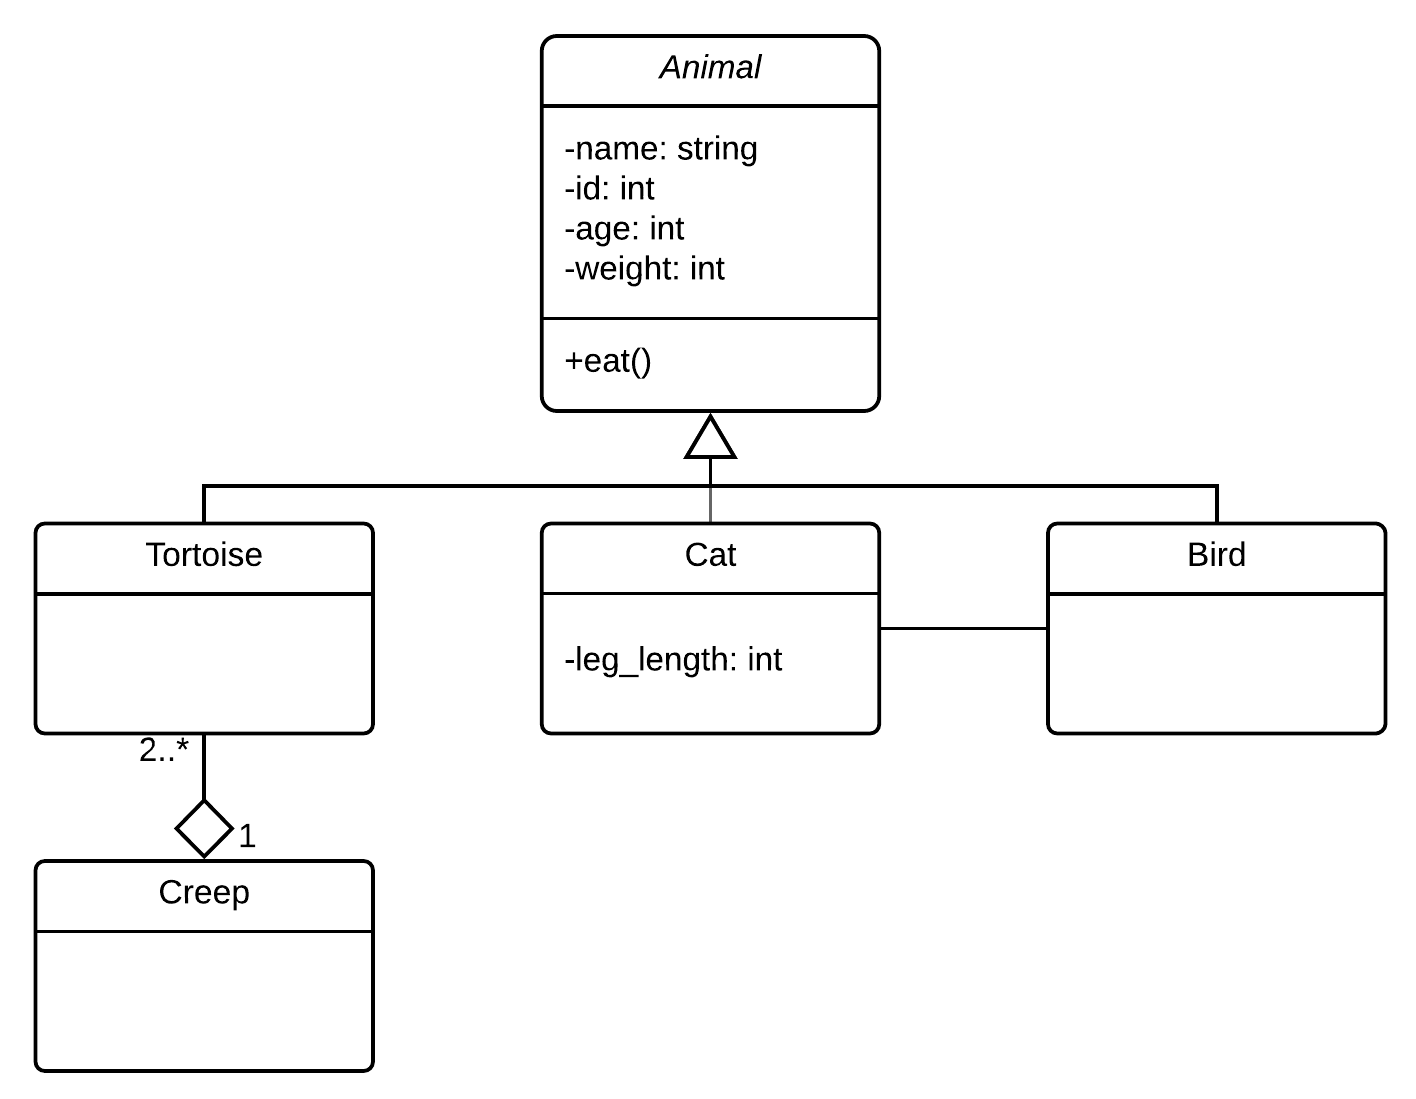 Animal
-name: string
-id: int
-age: int
-weight: int
+eat()
Tortoise
Cat
Bird
-leg_length: int
2..*
1
Creep